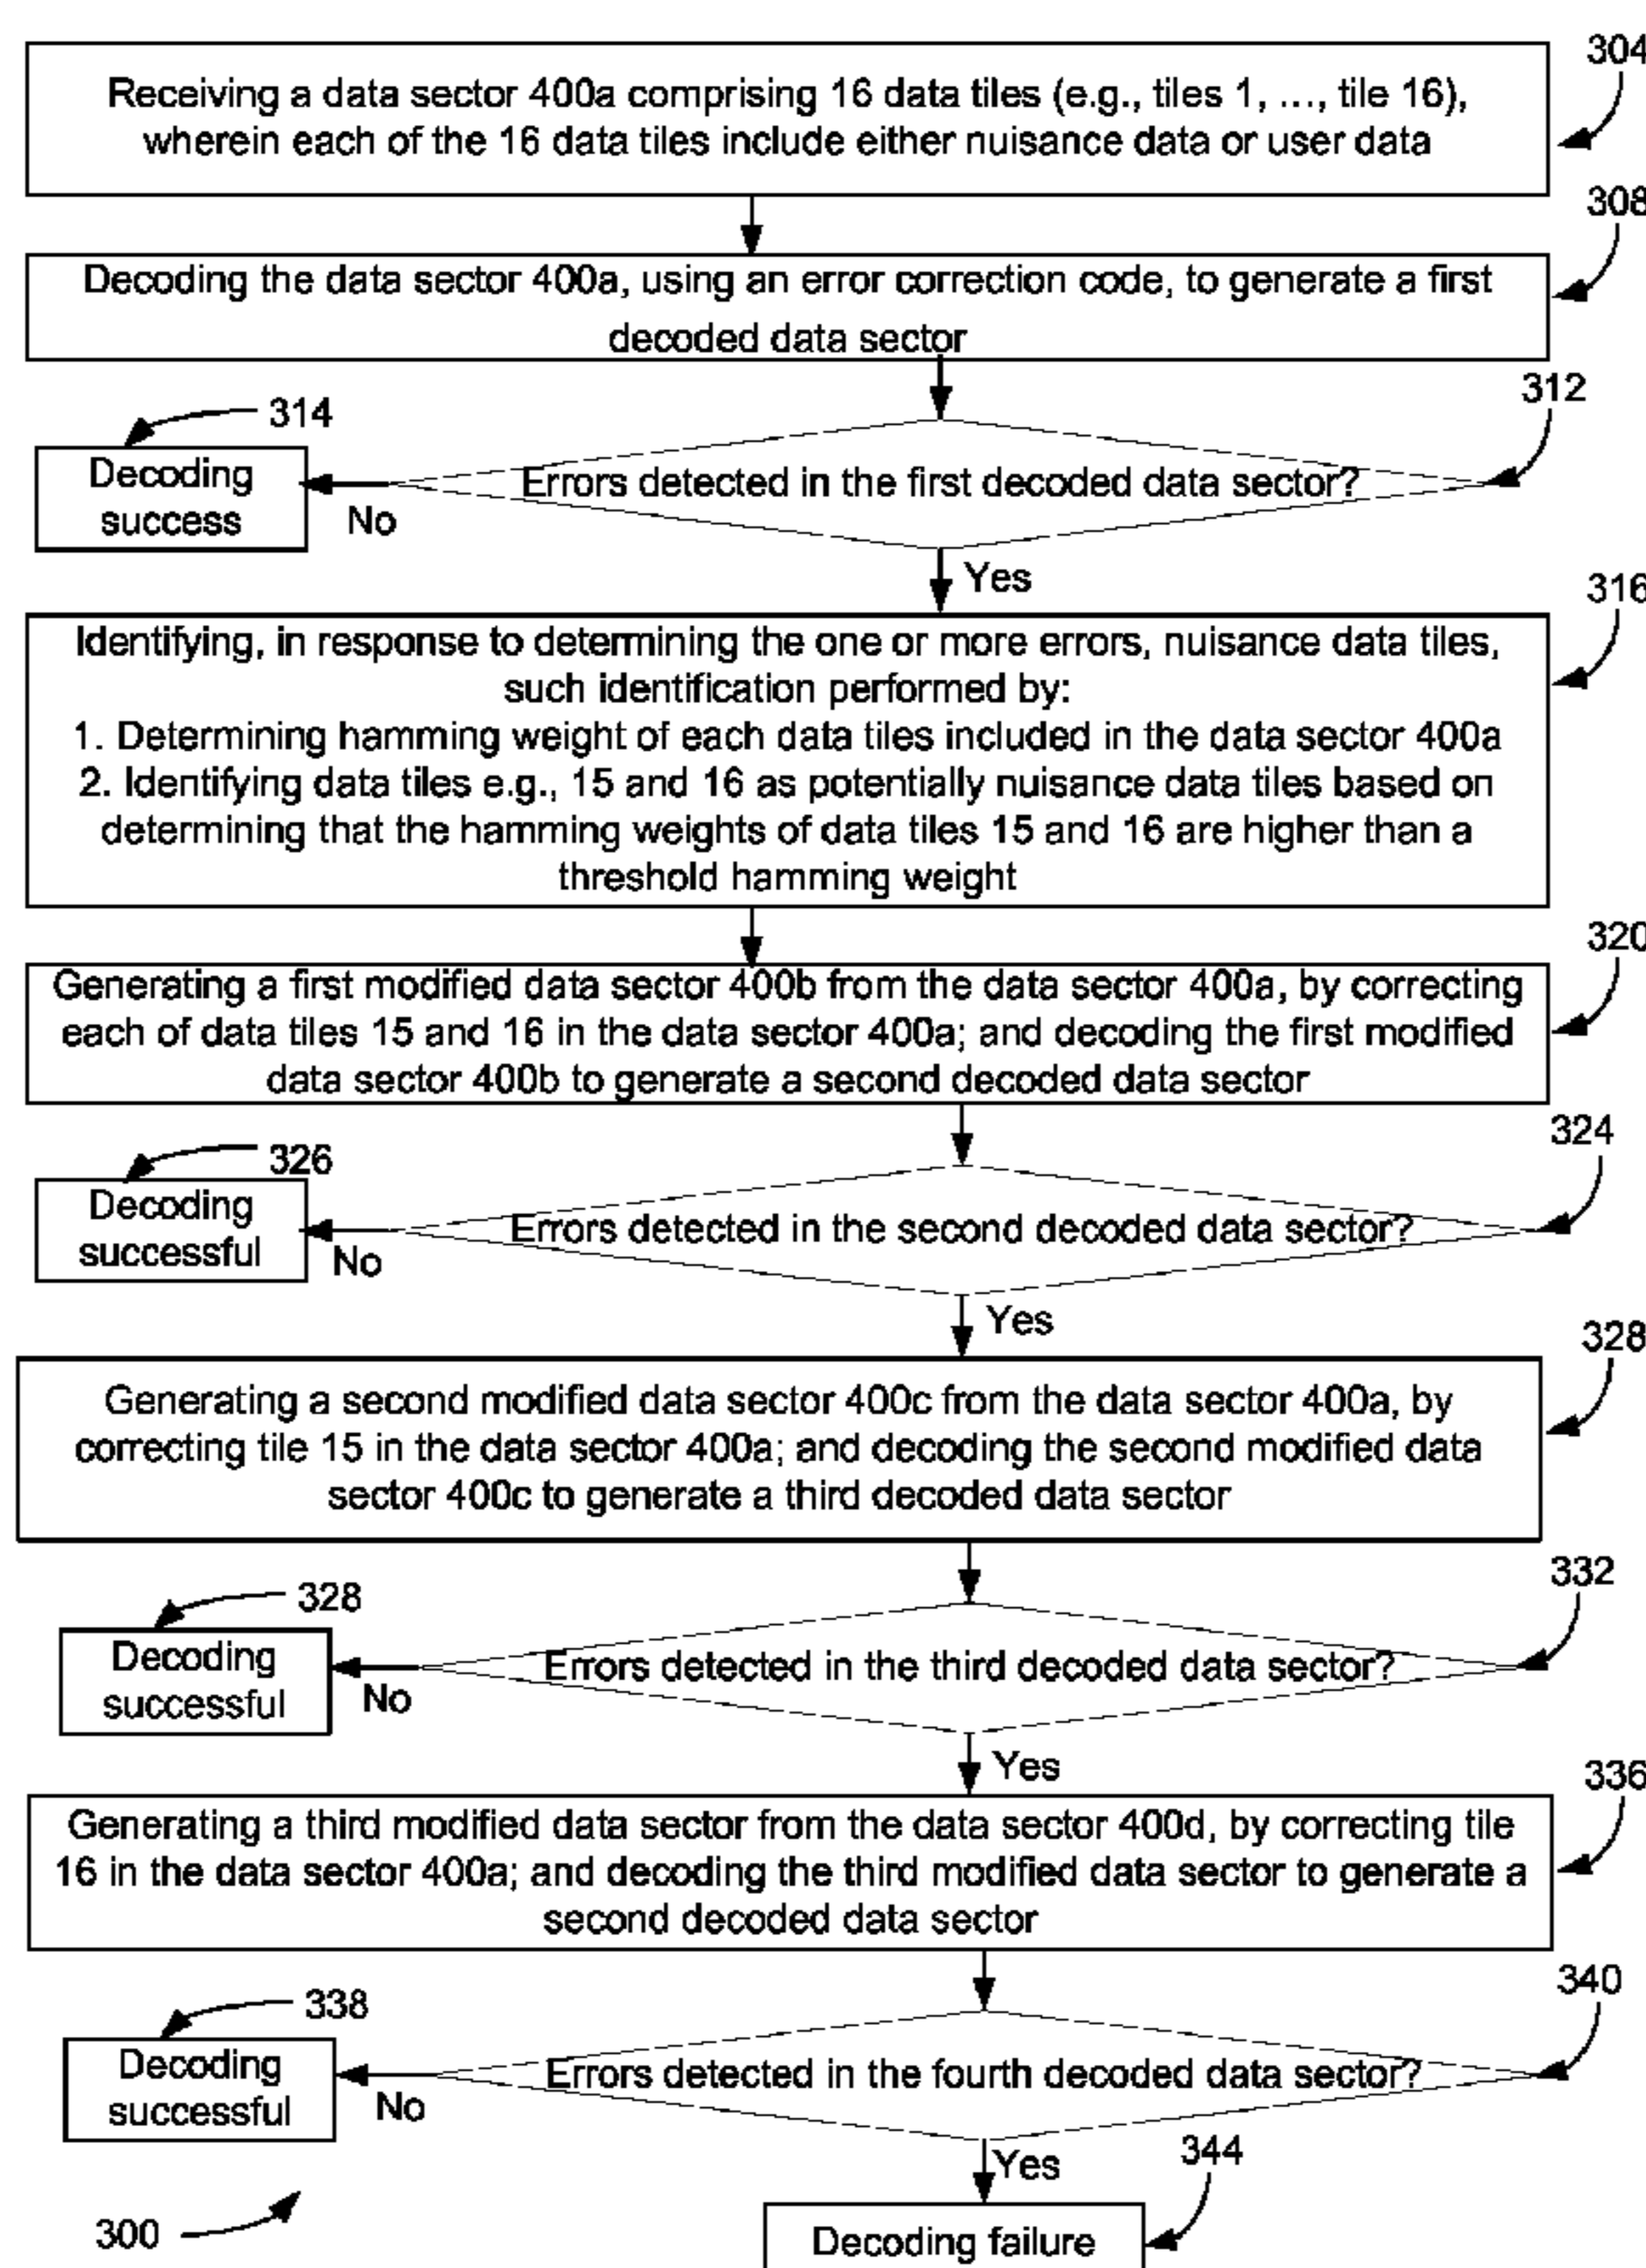 304
Receiving a data sector 400a comprising 16 data tiles (e.g., tiles 1, ..., tile 16),
wherein each of the 16 data tiles include either nuisance data or user data
308
Decoding the data sector 400a, using an error correction code, to generate a first
decoded data sector
312
314
Decoding
success
No
Errors detected in the first decoded data sector?
Yes
316
Identifying, in response to determining the one or more errors, nuisance data tiles,
such identification performed by:
1. Determining hamming weight of each data tiles included in the data sector 400a
2. Identifying data tiles e.g., 15 and 16 as potentially nuisance data tiles based on
determining that the hamming weights of data tiles 15 and 16 are higher than a
threshold hamming weight
320
Generating a first modified data sector 400b from the data sector 400a, by correcting
each of data tiles 15 and 16 in the data sector 400a; and decoding the first modified
data sector 400b to generate a second decoded data sector
324
326
Decoding
successful
No
Errors detected in the second decoded data sector?
Yes
328
Generating a second modified data sector 400c from the data sector 400a, by
correcting tile 15 in the data sector 400a; and decoding the second modified data
sector 400c to generate a third decoded data sector
332
328
Decoding
successful
No
Errors detected in the third decoded data sector?
Yes
336
Generating a third modified data sector from the data sector 400d, by correcting tile
16 in the data sector 400a; and decoding the third modified data sector to generate a
second decoded data sector
340
338
Decoding
successful
No
Errors detected in the fourth decoded data sector?
Yes
344
Decoding failure
300